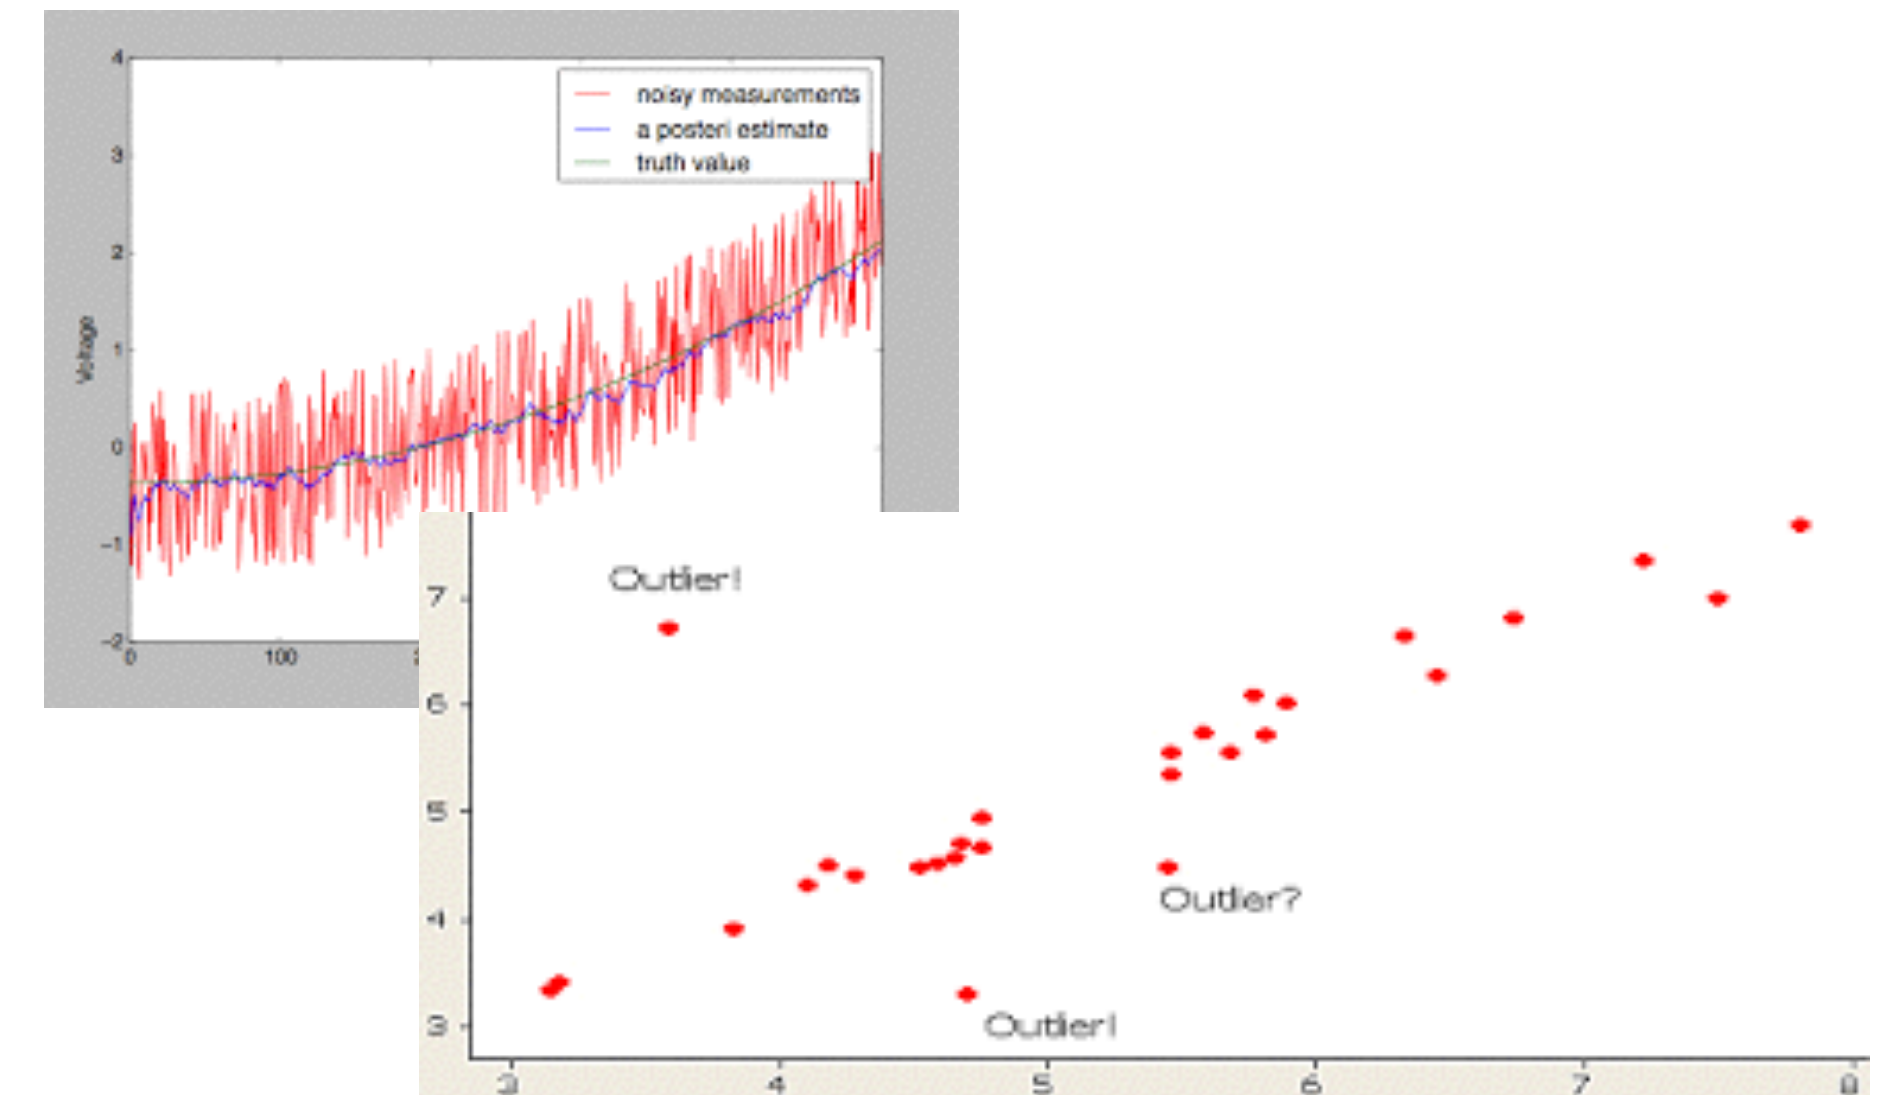 4
noisy measurements
a posteri estimate
3
truth value
2
Voltage
1
0
-1
-2
0
100
Outlier!
7
6
5
Outlier?
4
Outlier!
3
3
4
5
6
7
8